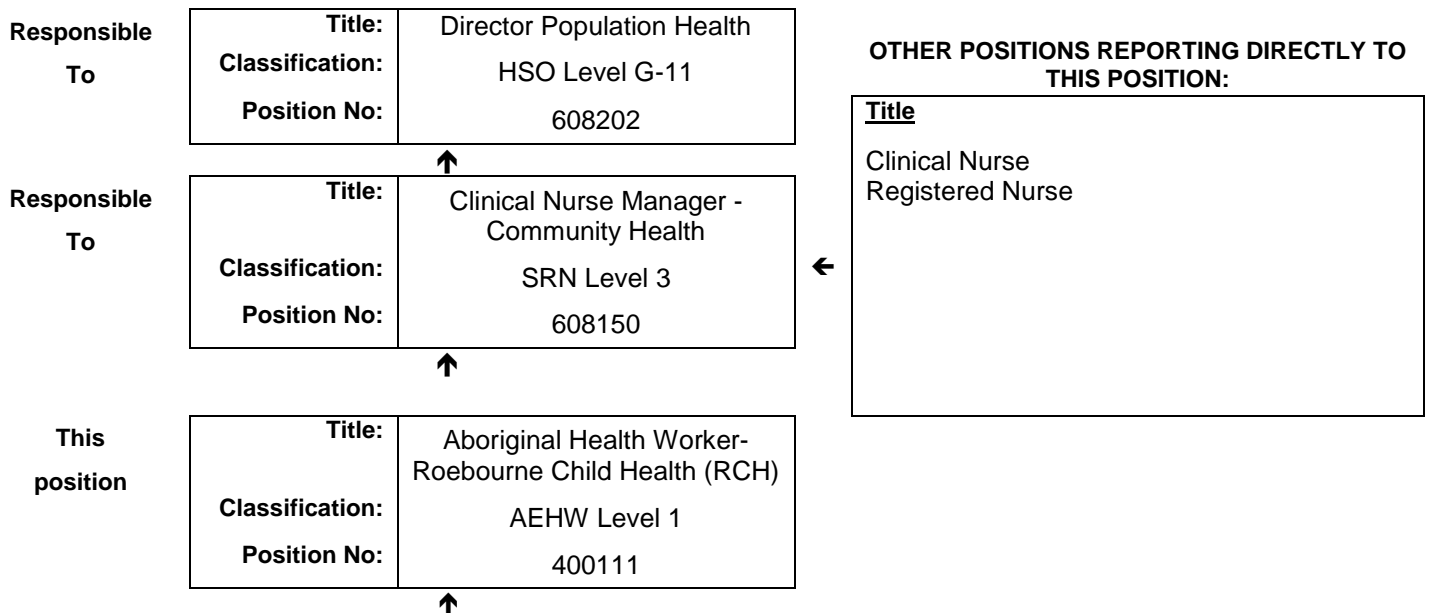 Responsible
To
Title: Director Population Health
Classification: HSO Level G-11
Position No: 608202
↑
Responsible
To
Title: Clinical Nurse Manager -
Community Health
Classification: SRN Level 3
Position No: 608150
↑
This
position
Title: Aboriginal Health Worker-
Roebourne Child Health (RCH)
Classification: AEHW Level 1
Position No: 400111
↑
OTHER POSITIONS REPORTING DIRECTLY TO
THIS POSITION:
←
Title
Clinical Nurse
Registered Nurse